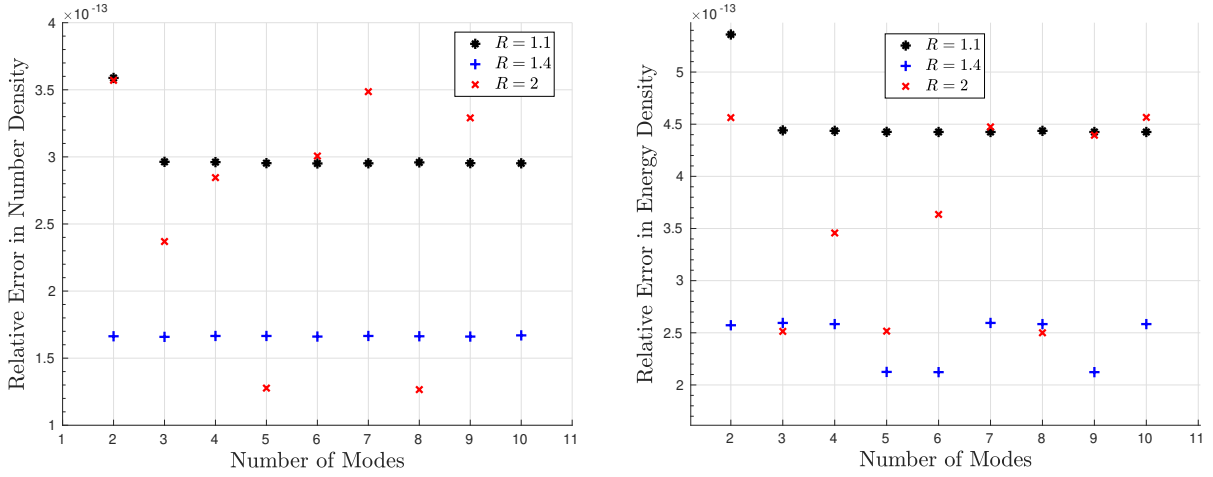 ×10⁻¹³
4
3.5
3
2.5
2
1.5
1
1 2 3 4 5 6 7 8 9 10 11
Number of Modes
Relative Error in Number Density
R = 1.1
R = 1.4
R = 2
×10⁻¹³
5
4.5
4
3.5
3
2.5
2
2 3 4 5 6 7 8 9 10 11
Number of Modes
Relative Error in Energy Density
R = 1.1
R = 1.4
R = 2